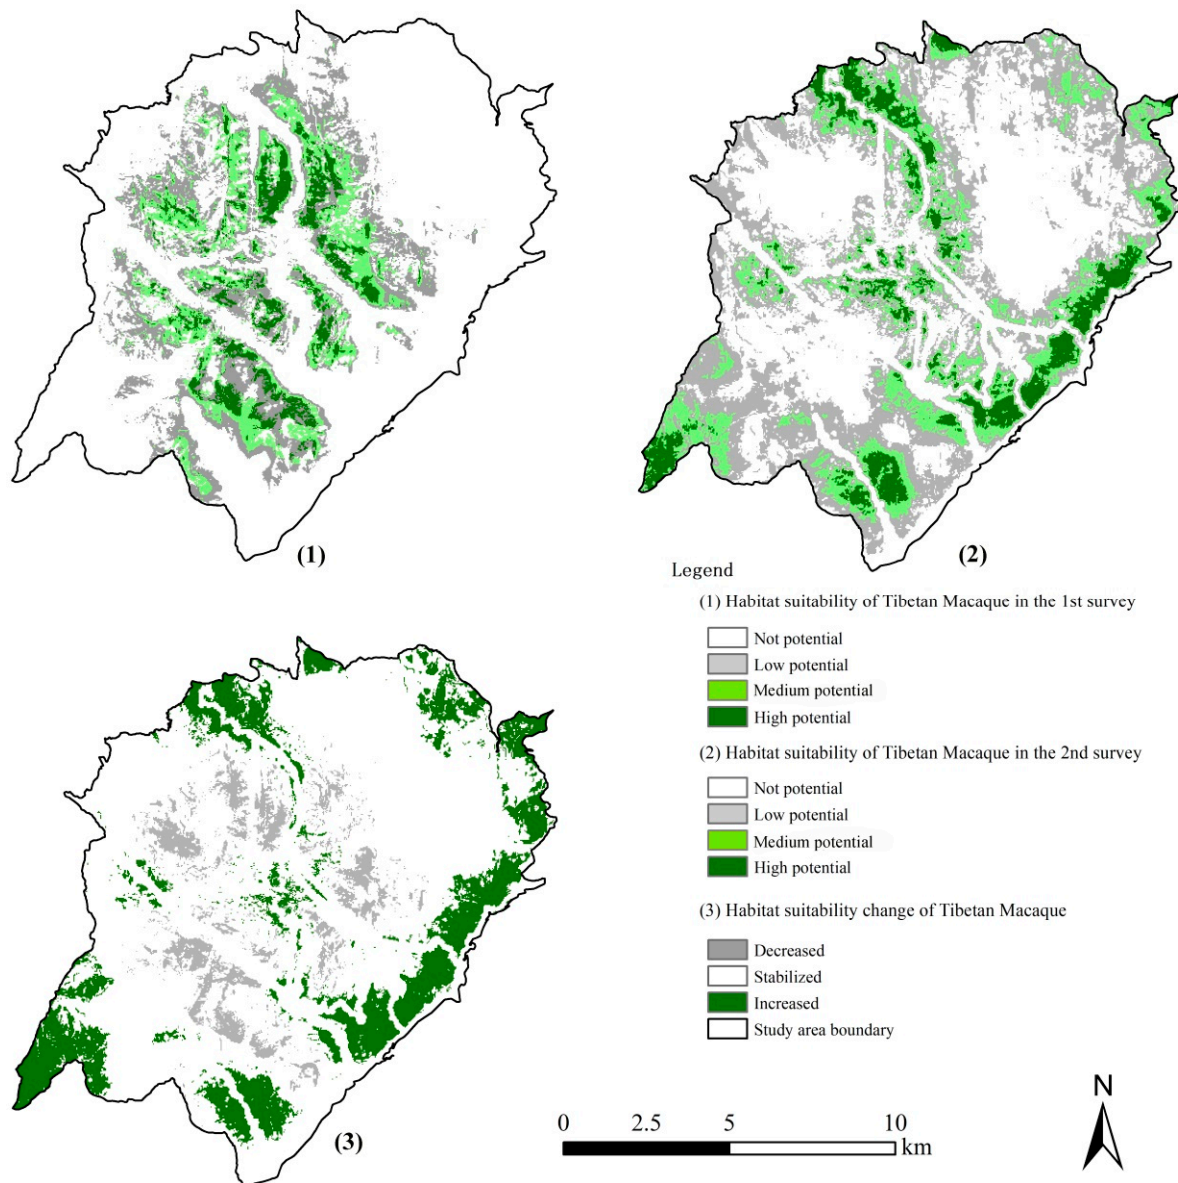 (1)
(2)
Legend
(1) Habitat suitability of Tibetan Macaque in the 1st survey
Not potential
Low potential
Medium potential
High potential
(2) Habitat suitability of Tibetan Macaque in the 2nd survey
Not potential
Low potential
Medium potential
High potential
(3) Habitat suitability change of Tibetan Macaque
Decreased
Stabilized
Increased
Study area boundary
(3)
0 2.5 5 10
km
N